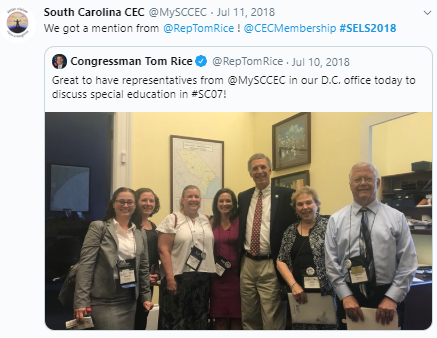 South Carolina CEC @MySCCEC · Jul 11, 2018
We got a mention from @RepTomRice ! @CECMembership #SELS2018
Congressman Tom Rice @RepTomRice · Jul 10, 2018
Great to have representatives from @MySCCEC in our D.C. office today to
discuss special education in #SC07!